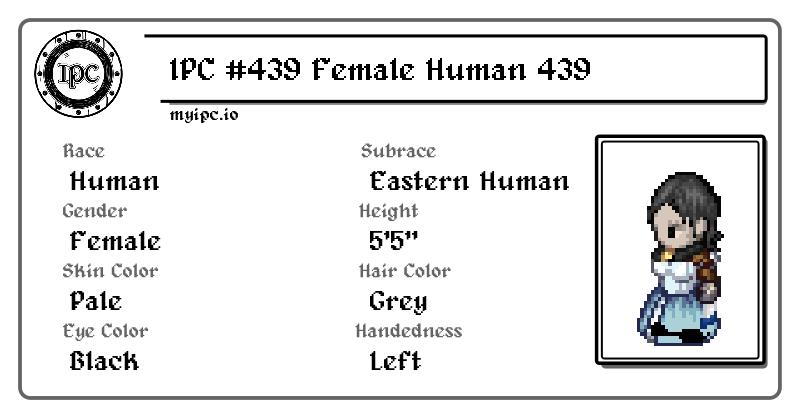 IPC
IPC #439 Female Human 439
myipc.io
Race
Human
Subrace
Eastern Human
Gender
Female
Height
5'5"
Skin Color
Pale
Hair Color
Grey
Eye Color
Black
Handedness
Left